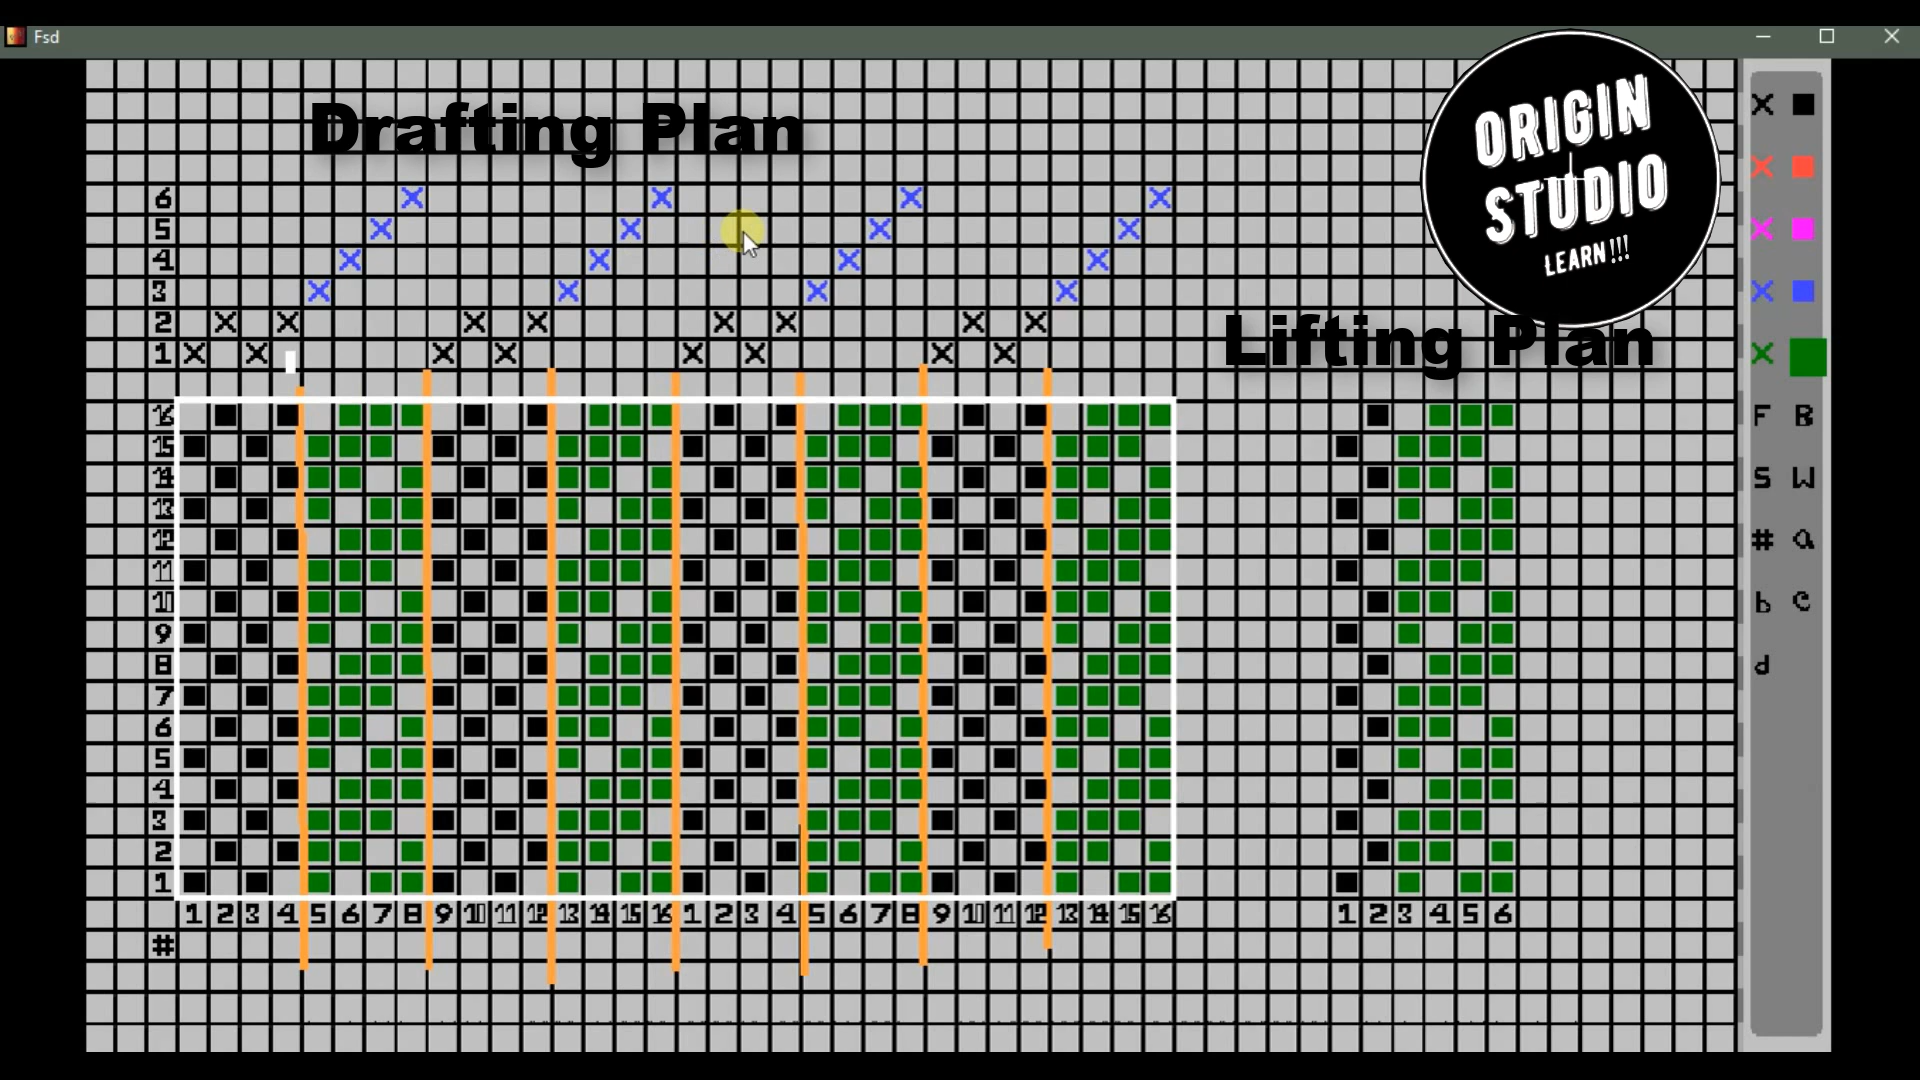 Fsd
Drafting Plan
ORIGIN
STUDIO
LEARN!!!
6
5
4
3
2
1
Lifting Plan
16
15
14
13
12
11
10
9
8
7
6
5
4
3
2
1
1 2 3 4 5 6 7 8 9 10 11 12 13 14 15 16 1 2 3 4 5 6 7 8 9 10 11 12 13 14 15 16
1 2 3 4 5 6
#
F B
S W
# a
b c
d